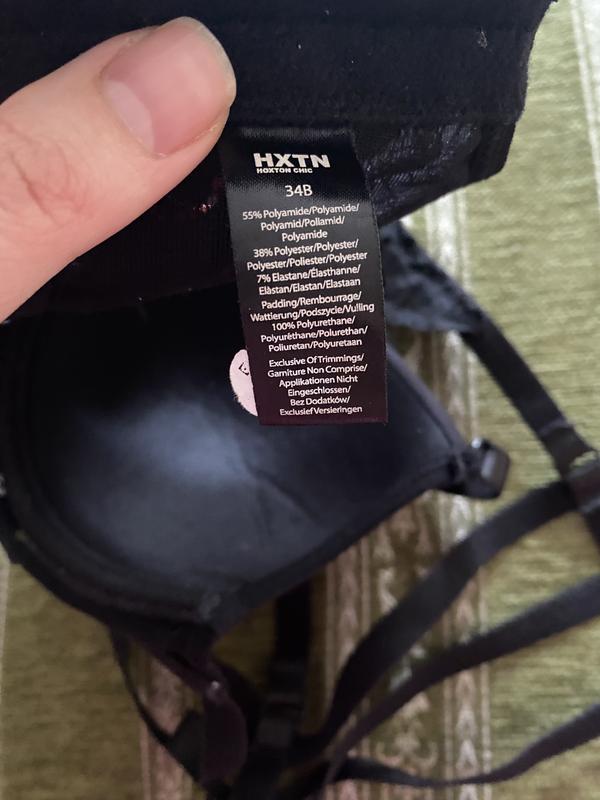 HXTN
HOXTON CHIC
34B
55% Polyamide/Polyamide/
Polyamid/Poliamid/
Polyamide
38% Polyester/Polyester/
Polyester/Poliester/Polyester
7% Elastane/Élasthanne/
Elàstan/Elastan/Elastaan
Padding/Rembourrage/
Wattierung/Podszycie/Vulling
100% Polyurethane/
Polyuréthane/Polurethan/
Poliuretan/Polyuretaan
Exclusive Of Trimmings/
Garniture Non Comprise/
Applikationen Nicht
Eingeschlossen/
Bez Dodatków/
Exclusief Versieringen